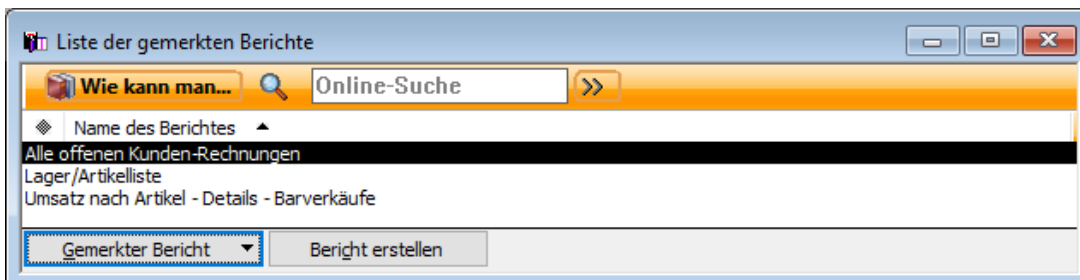 Liste der gemerkten Berichte
Wie kann man... Online-Suche
Name des Berichtes
Alle offenen Kunden-Rechnungen
Lager/Artikelliste
Umsatz nach Artikel - Details - Barverkäufe
Gemerkter Bericht Bericht erstellen